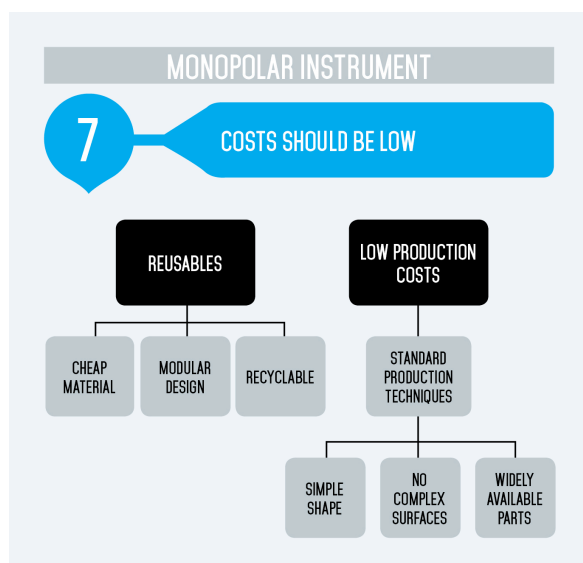 MONOPOLAR INSTRUMENT
7
COSTS SHOULD BE LOW
REUSABLES
LOW PRODUCTION
COSTS
CHEAP
MATERIAL
MODULAR
DESIGN
RECYCLABLE
STANDARD
PRODUCTION
TECHNIQUES
SIMPLE
SHAPE
NO
COMPLEX
SURFACES
WIDELY
AVAILABLE
PARTS